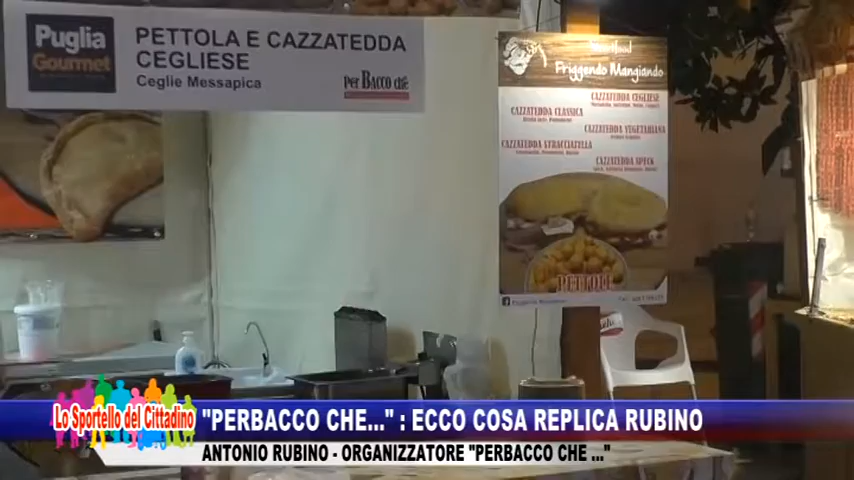 Puglia
Gourmet
PETTOLA E CAZZATEDDA
CEGLIESE
Ceglie Messapica
per BACCO che
Streetfood
Friggendo Mangiando
CAZZATEDDA CEGLIESE
CAZZATEDDA CLASSICA
CAZZATEDDA VEGETARIANA
CAZZATEDDA STRACCIATELLA
CAZZATEDDA SPECK
PETTOLE
Lo Sportello del Cittadino
"PERBACCO CHE..." : ECCO COSA REPLICA RUBINO
ANTONIO RUBINO - ORGANIZZATORE "PERBACCO CHE ..."